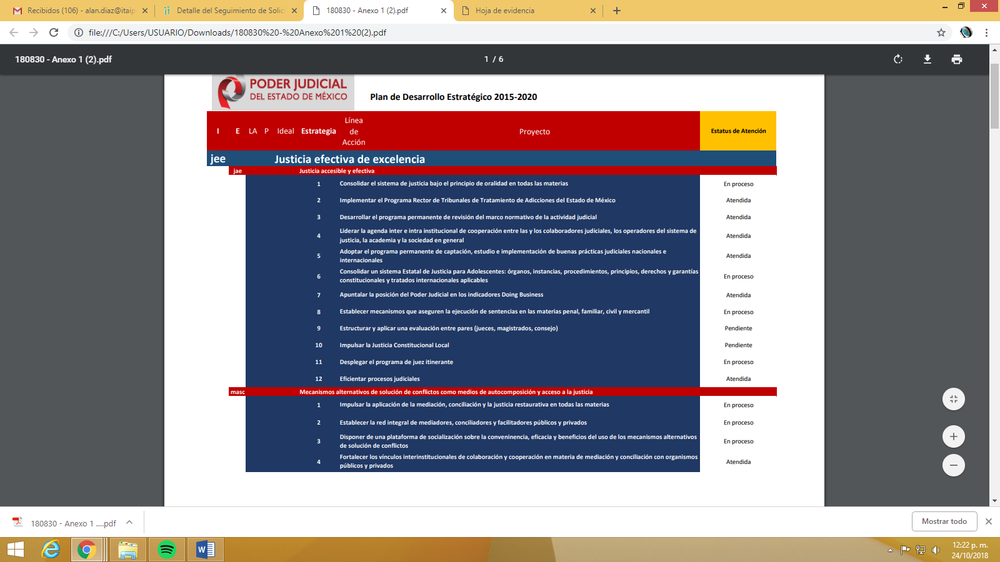 Recibidos (106) - alan.diaz@itaip
Detalle del Seguimiento de Solic
180830 - Anexo 1 (2).pdf
Hoja de evidencia
file:///C:/Users/USUARIO/Downloads/180830%20-%20Anexo%201%20(2).pdf
180830 - Anexo 1 (2).pdf
1 / 6
PODER JUDICIAL
DEL ESTADO DE MÉXICO
Plan de Desarrollo Estratégico 2015-2020
I E LA P Ideal Estrategia Línea de Acción Proyecto Estatus de Atención
jee Justicia efectiva de excelencia
jae Justicia accesible y efectiva
1 Consolidar el sistema de justicia bajo el principio de oralidad en todas las materias En proceso
2 Implementar el Programa Rector de Tribunales de Tratamiento de Adicciones del Estado de México Atendida
3 Desarrollar el programa permanente de revisión del marco normativo de la actividad judicial Atendida
4 Liderar la agenda inter e intra institucional de cooperación entre las y los colaboradores judiciales, los operadores del sistema de
justicia, la academia y la sociedad en general Atendida
5 Adoptar el programa permanente de captación, estudio e implementación de buenas prácticas judiciales nacionales e
internacionales Atendida
6 Consolidar un sistema Estatal de Justicia para Adolescentes: órganos, instancias, procedimientos, principios, derechos y garantías
constitucionales y tratados internacionales aplicables En proceso
7 Apuntalar la posición del Poder Judicial en los indicadores Doing Business Atendida
8 Establecer mecanismos que aseguren la ejecución de sentencias en las materias penal, familiar, civil y mercantil En proceso
9 Estructurar y aplicar una evaluación entre pares (jueces, magistrados, consejo) Pendiente
10 Impulsar la Justicia Constitucional Local Pendiente
11 Desplegar el programa de juez itinerante En proceso
12 Eficientar procesos judiciales Atendida
masc Mecanismos alternativos de solución de conflictos como medios de autocomposición y acceso a la justicia
1 Impulsar la aplicación de la mediación, conciliación y la justicia restaurativa en todas las materias En proceso
2 Establecer la red integral de mediadores, conciliadores y facilitadores públicos y privados En proceso
3 Disponer de una plataforma de socialización sobre la conveninencia, eficacia y beneficios del uso de los mecanismos alternativos
de solución de conflictos En proceso
4 Fortalecer los vínculos interinstitucionales de colaboración y cooperación en materia de mediación y conciliación con organismos
públicos y privados Atendida
180830 - Anexo 1 ....pdf
Mostrar todo
12:22 p. m.
24/10/2018